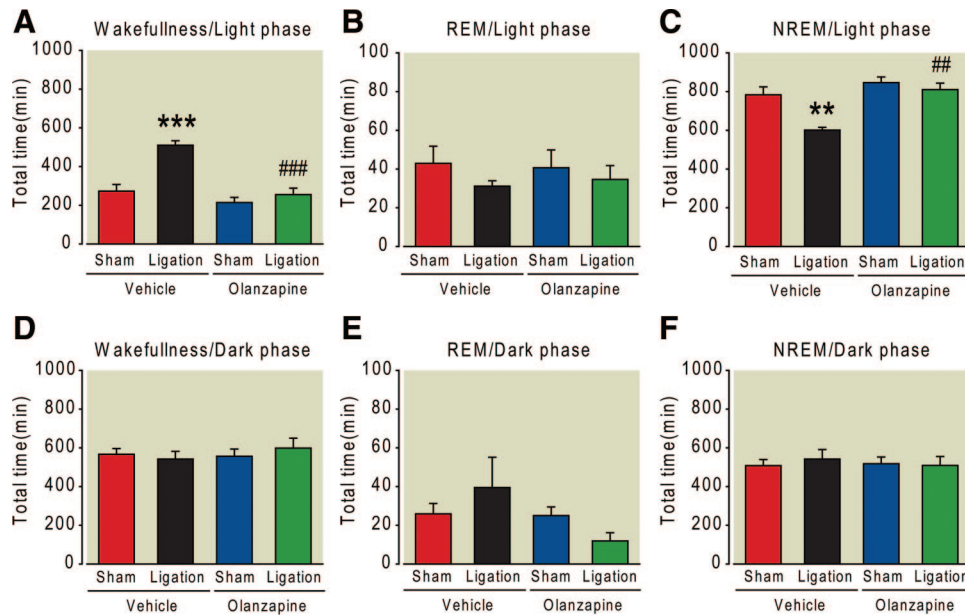 A Wakefullness/Light phase
Total time(min)
1000
800
600
400
200
0
***
###
Sham Ligation Sham Ligation
Vehicle Olanzapine
B REM/Light phase
Total time(min)
100
80
60
40
20
0
Sham Ligation Sham Ligation
Vehicle Olanzapine
C NREM/Light phase
Total time(min)
1000
800
600
400
200
0
**
##
Sham Ligation Sham Ligation
Vehicle Olanzapine
D Wakefullness/Dark phase
Total time(min)
1000
800
600
400
200
0
Sham Ligation Sham Ligation
Vehicle Olanzapine
E REM/Dark phase
Total time(min)
100
80
60
40
20
0
Sham Ligation Sham Ligation
Vehicle Olanzapine
F NREM/Dark phase
Total time(min)
1000
800
600
400
200
0
Sham Ligation Sham Ligation
Vehicle Olanzapine